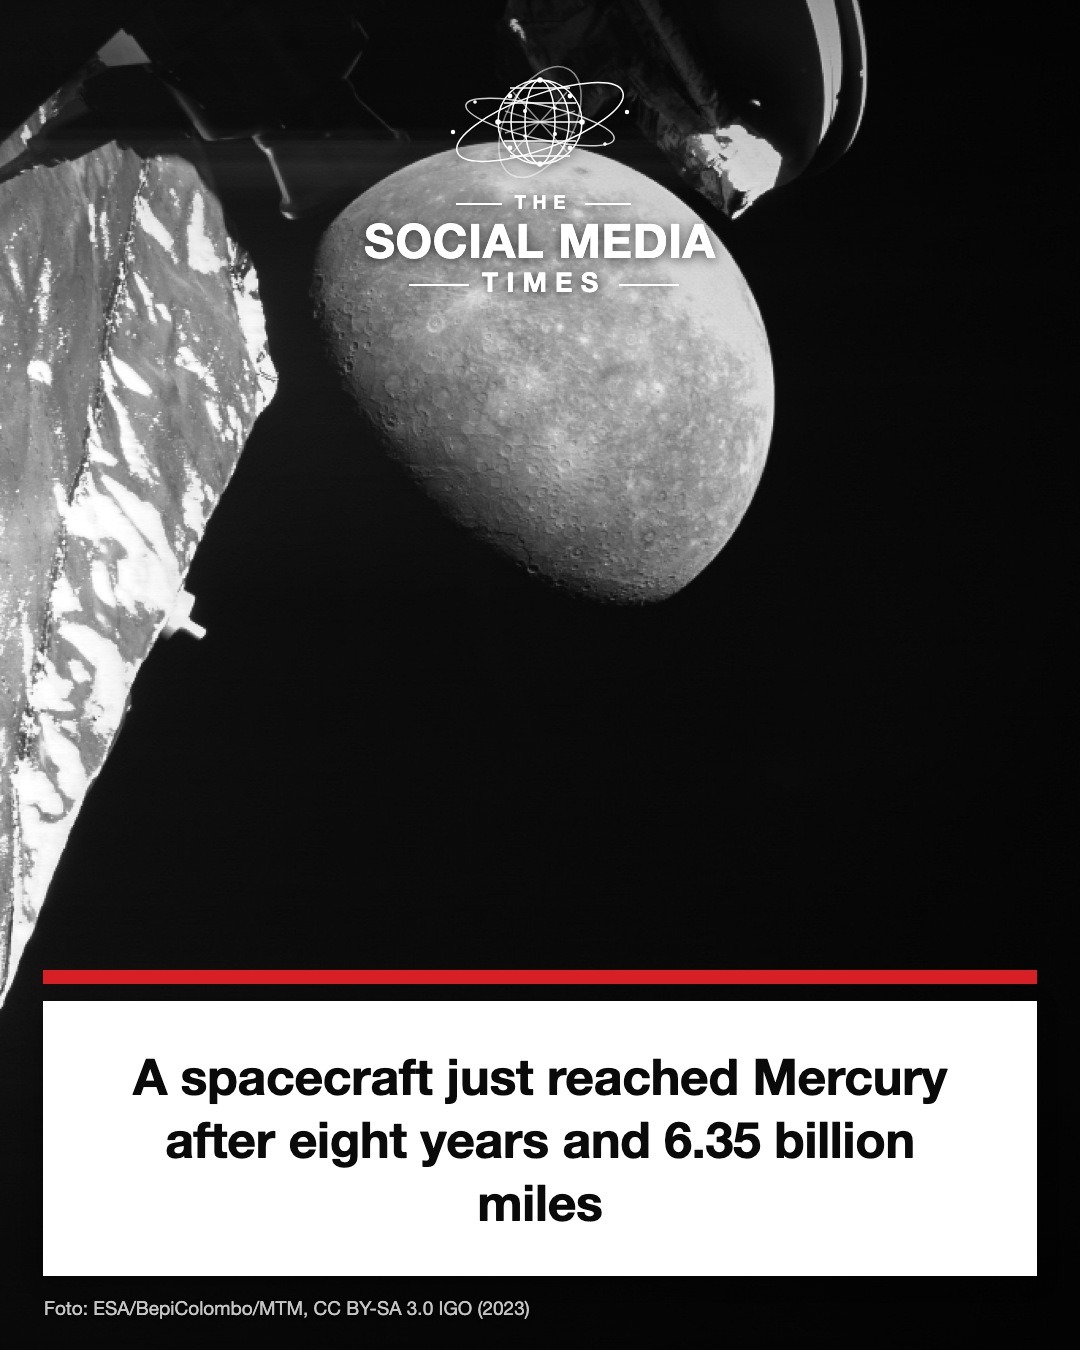 THE
SOCIAL MEDIA
TIMES
A spacecraft just reached Mercury
after eight years and 6.35 billion
miles
Foto: ESA/BepiColombo/MTM, CC BY-SA 3.0 IGO (2023)